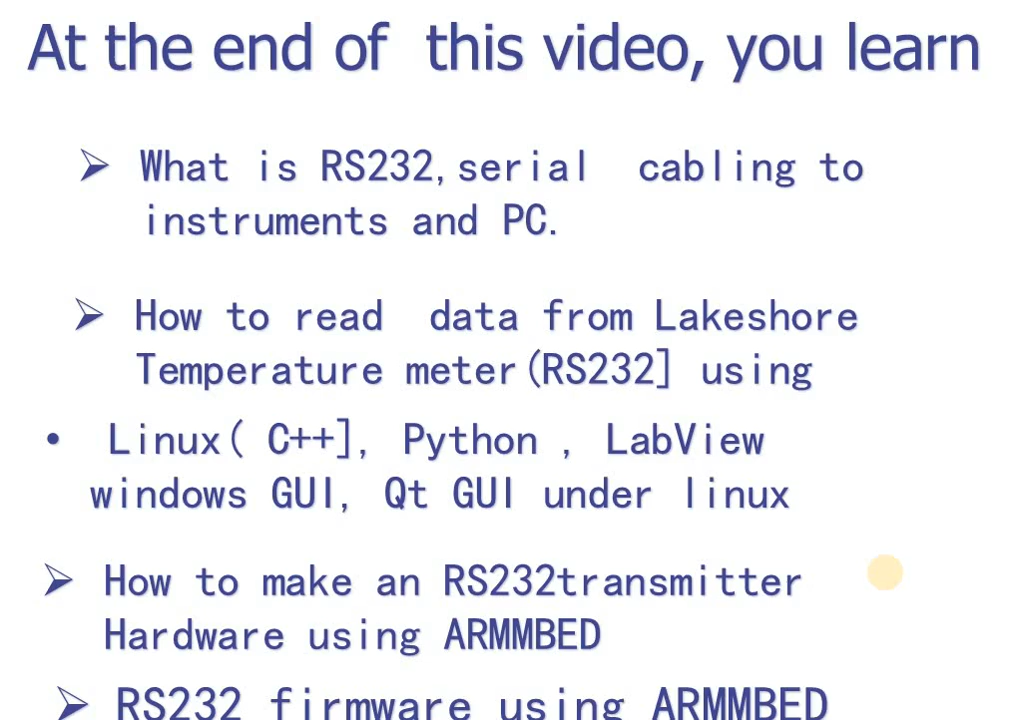 At the end of  this video, you learn
➢ What is RS232,serial  cabling to
instruments and PC.
➢ How to read  data from Lakeshore
Temperature meter(RS232] using
• Linux( C++], Python , LabView
windows GUI, Qt GUI under linux
➢ How to make an RS232transmitter
Hardware using ARMMBED
➢ RS232 firmware using ARMMBED